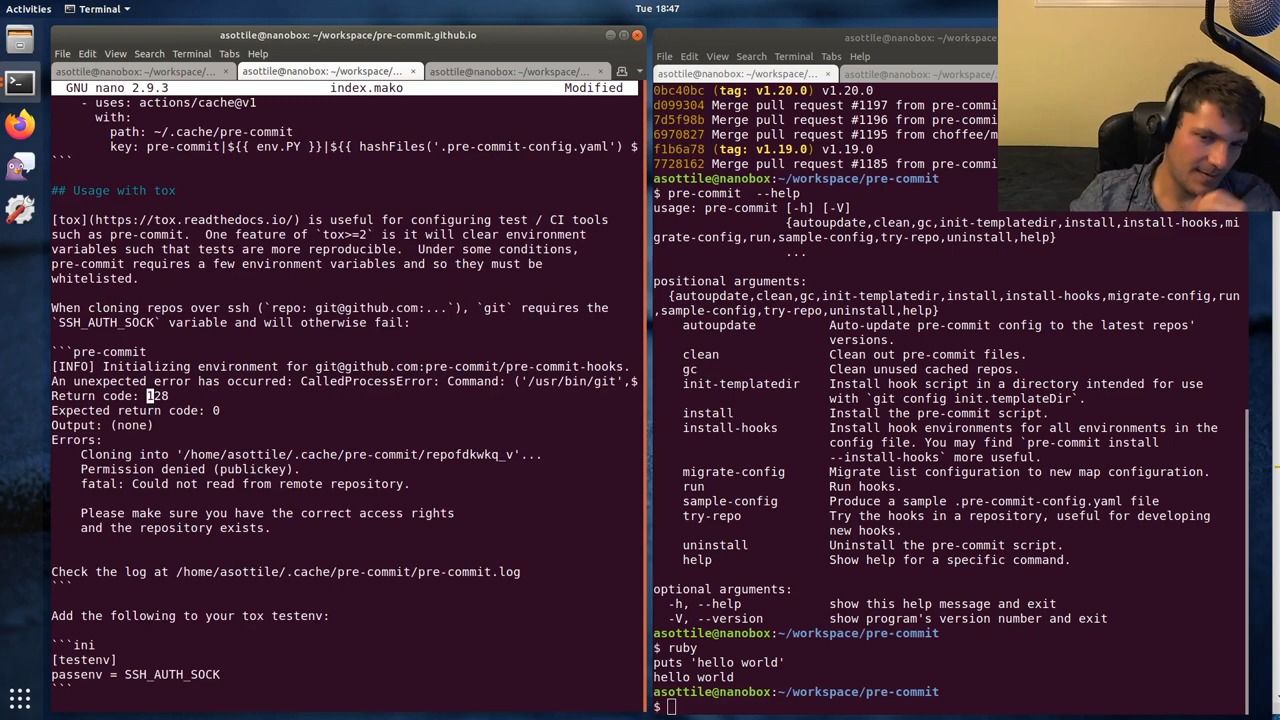 Activities
Terminal
Tue 18:47
asottile@nanobox: ~/workspace/pre-commit.github.io
File Edit View Search Terminal Tabs Help
asottile@nanobox: ~/workspace/... × asottile@nanobox: ~/workspace/... × asottile@nanobox: ~/workspace/... ×
GNU nano 2.9.3 index.mako Modified
- uses: actions/cache@v1
with:
path: ~/.cache/pre-commit
key: pre-commit|${{ env.PY }}|${{ hashFiles('.pre-commit-config.yaml') $
```
## Usage with tox
[tox](https://tox.readthedocs.io/) is useful for configuring test / CI tools
such as pre-commit.  One feature of `tox>=2` is it will clear environment
variables such that tests are more reproducible.  Under some conditions,
pre-commit requires a few environment variables and so they must be
whitelisted.
When cloning repos over ssh (`repo: git@github.com:...`), `git` requires the
`SSH_AUTH_SOCK` variable and will otherwise fail:
```pre-commit
[INFO] Initializing environment for git@github.com:pre-commit/pre-commit-hooks.
An unexpected error has occurred: CalledProcessError: Command: ('/usr/bin/git',$
Return code: 128
Expected return code: 0
Output: (none)
Errors:
Cloning into '/home/asottile/.cache/pre-commit/repofdkwkq_v'...
Permission denied (publickey).
fatal: Could not read from remote repository.
Please make sure you have the correct access rights
and the repository exists.
Check the log at /home/asottile/.cache/pre-commit/pre-commit.log
```
Add the following to your tox testenv:
```ini
[testenv]
passenv = SSH_AUTH_SOCK
```
asottile@nanobox: ~/workspace/pre-commi
File Edit View Search Terminal Tabs Help
asottile@nanobox: ~/workspace/... × asottile@nanobox: ~/workspace/...
0bc40bc (tag: v1.20.0) v1.20.0
d099304 Merge pull request #1197 from pre-commi
7d5f98b Merge pull request #1196 from pre-commi
6970827 Merge pull request #1195 from choffee/m
f1b6a78 (tag: v1.19.0) v1.19.0
7728162 Merge pull request #1185 from pre-commi
asottile@nanobox:~/workspace/pre-commit
$ pre-commit  --help
usage: pre-commit [-h] [-V]
{autoupdate,clean,gc,init-templatedir,install,install-hooks,mi
grate-config,run,sample-config,try-repo,uninstall,help}
...
positional arguments:
{autoupdate,clean,gc,init-templatedir,install,install-hooks,migrate-config,run
,sample-config,try-repo,uninstall,help}
autoupdate Auto-update pre-commit config to the latest repos'
versions.
clean Clean out pre-commit files.
gc Clean unused cached repos.
init-templatedir Install hook script in a directory intended for use
with `git config init.templateDir`.
install Install the pre-commit script.
install-hooks Install hook environments for all environments in the
config file. You may find `pre-commit install
--install-hooks` more useful.
migrate-config Migrate list configuration to new map configuration.
run Run hooks.
sample-config Produce a sample .pre-commit-config.yaml file
try-repo Try the hooks in a repository, useful for developing
new hooks.
uninstall Uninstall the pre-commit script.
help Show help for a specific command.
optional arguments:
-h, --help show this help message and exit
-V, --version show program's version number and exit
asottile@nanobox:~/workspace/pre-commit
$ ruby
puts 'hello world'
hello world
asottile@nanobox:~/workspace/pre-commit
$